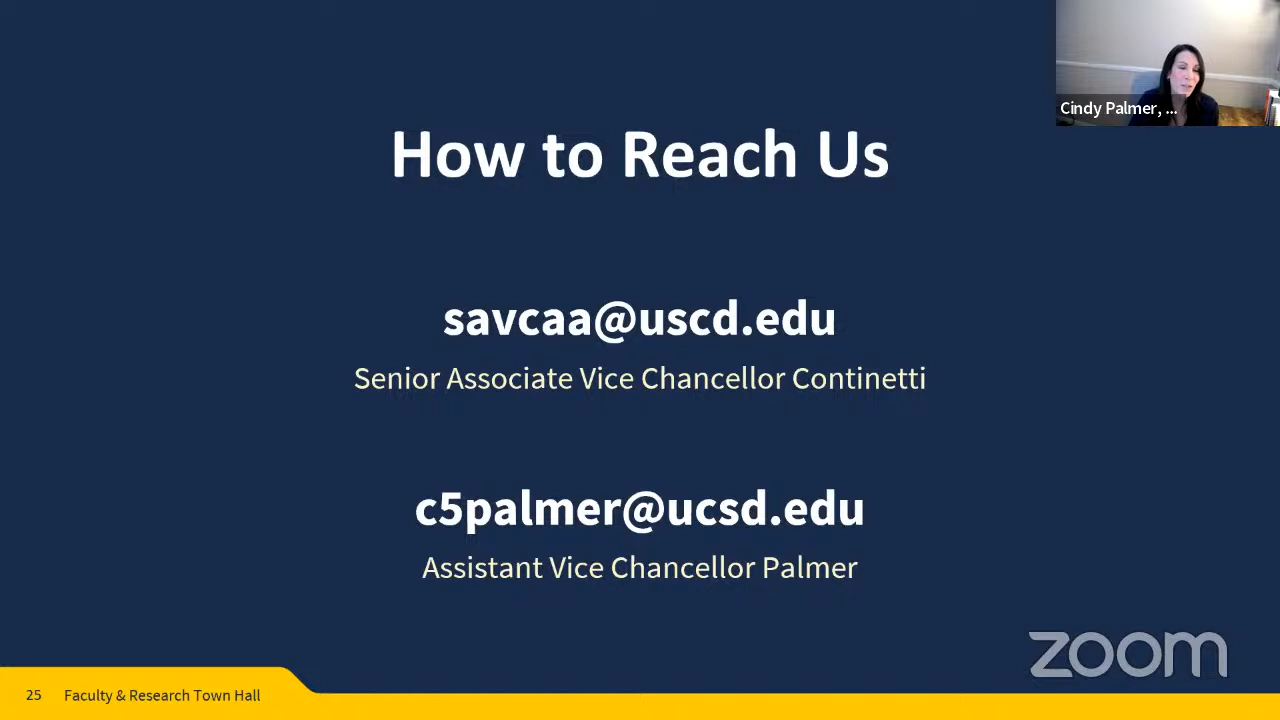 Cindy Palmer, ...
How to Reach Us
savcaa@uscd.edu
Senior Associate Vice Chancellor Continetti
c5palmer@ucsd.edu
Assistant Vice Chancellor Palmer
zoom
25 Faculty & Research Town Hall